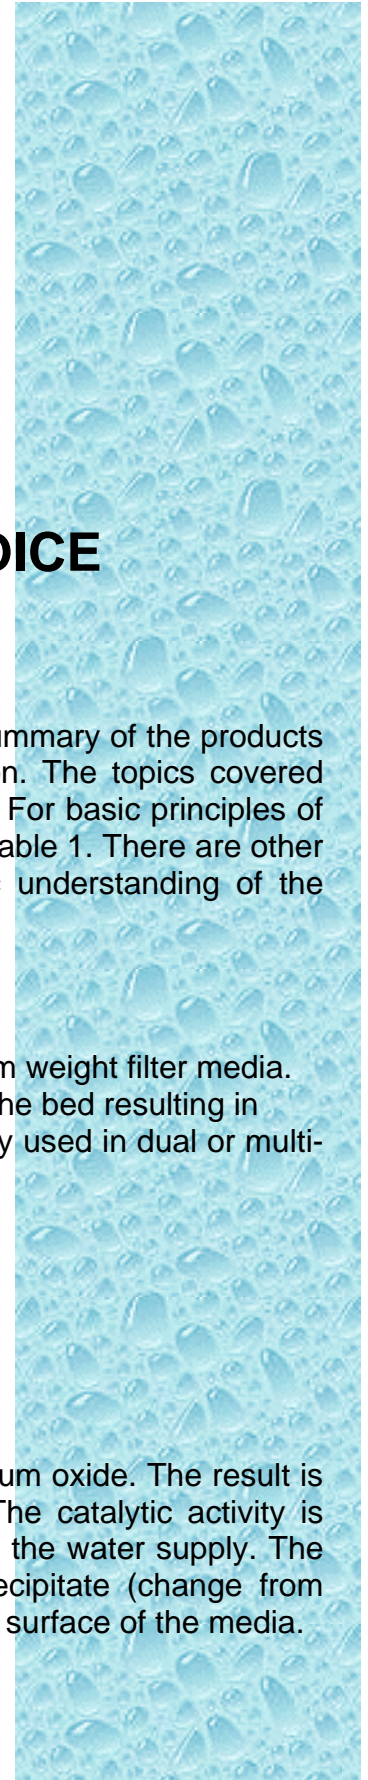 OICE
ummary of the products
on. The topics covered
For basic principles of
able 1. There are other
understanding of the
m weight filter media.
he bed resulting in
y used in dual or multi-
um oxide. The result is
The catalytic activity is
the water supply. The
ecipitate (change from
surface of the media.